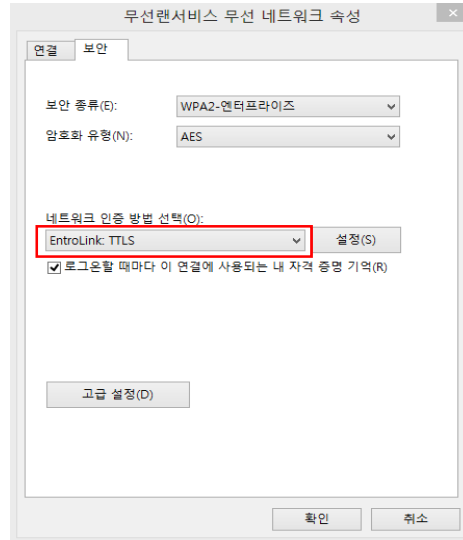 무선랜서비스 무선 네트워크 속성
연결 보안
보안 종류(E): WPA2-엔터프라이즈
암호화 유형(N): AES
네트워크 인증 방법 선택(O):
EntroLink: TTLS 설정(S)
로그온할 때마다 이 연결에 사용되는 내 자격 증명 기억(R)
고급 설정(D)
확인 취소